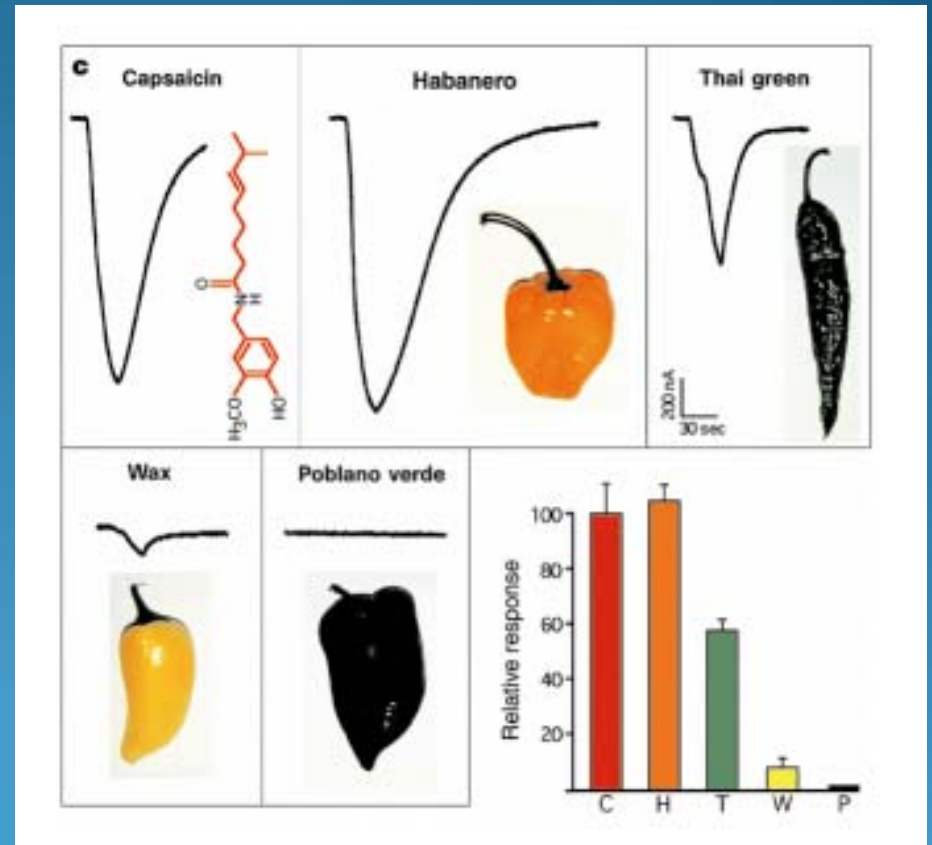 c
Capsaicin
Habanero
Thai green
O
N
H
H₃CO
HO
200 nA
30 sec
Wax
Poblano verde
Relative response
100
80
60
40
20
C H T W P